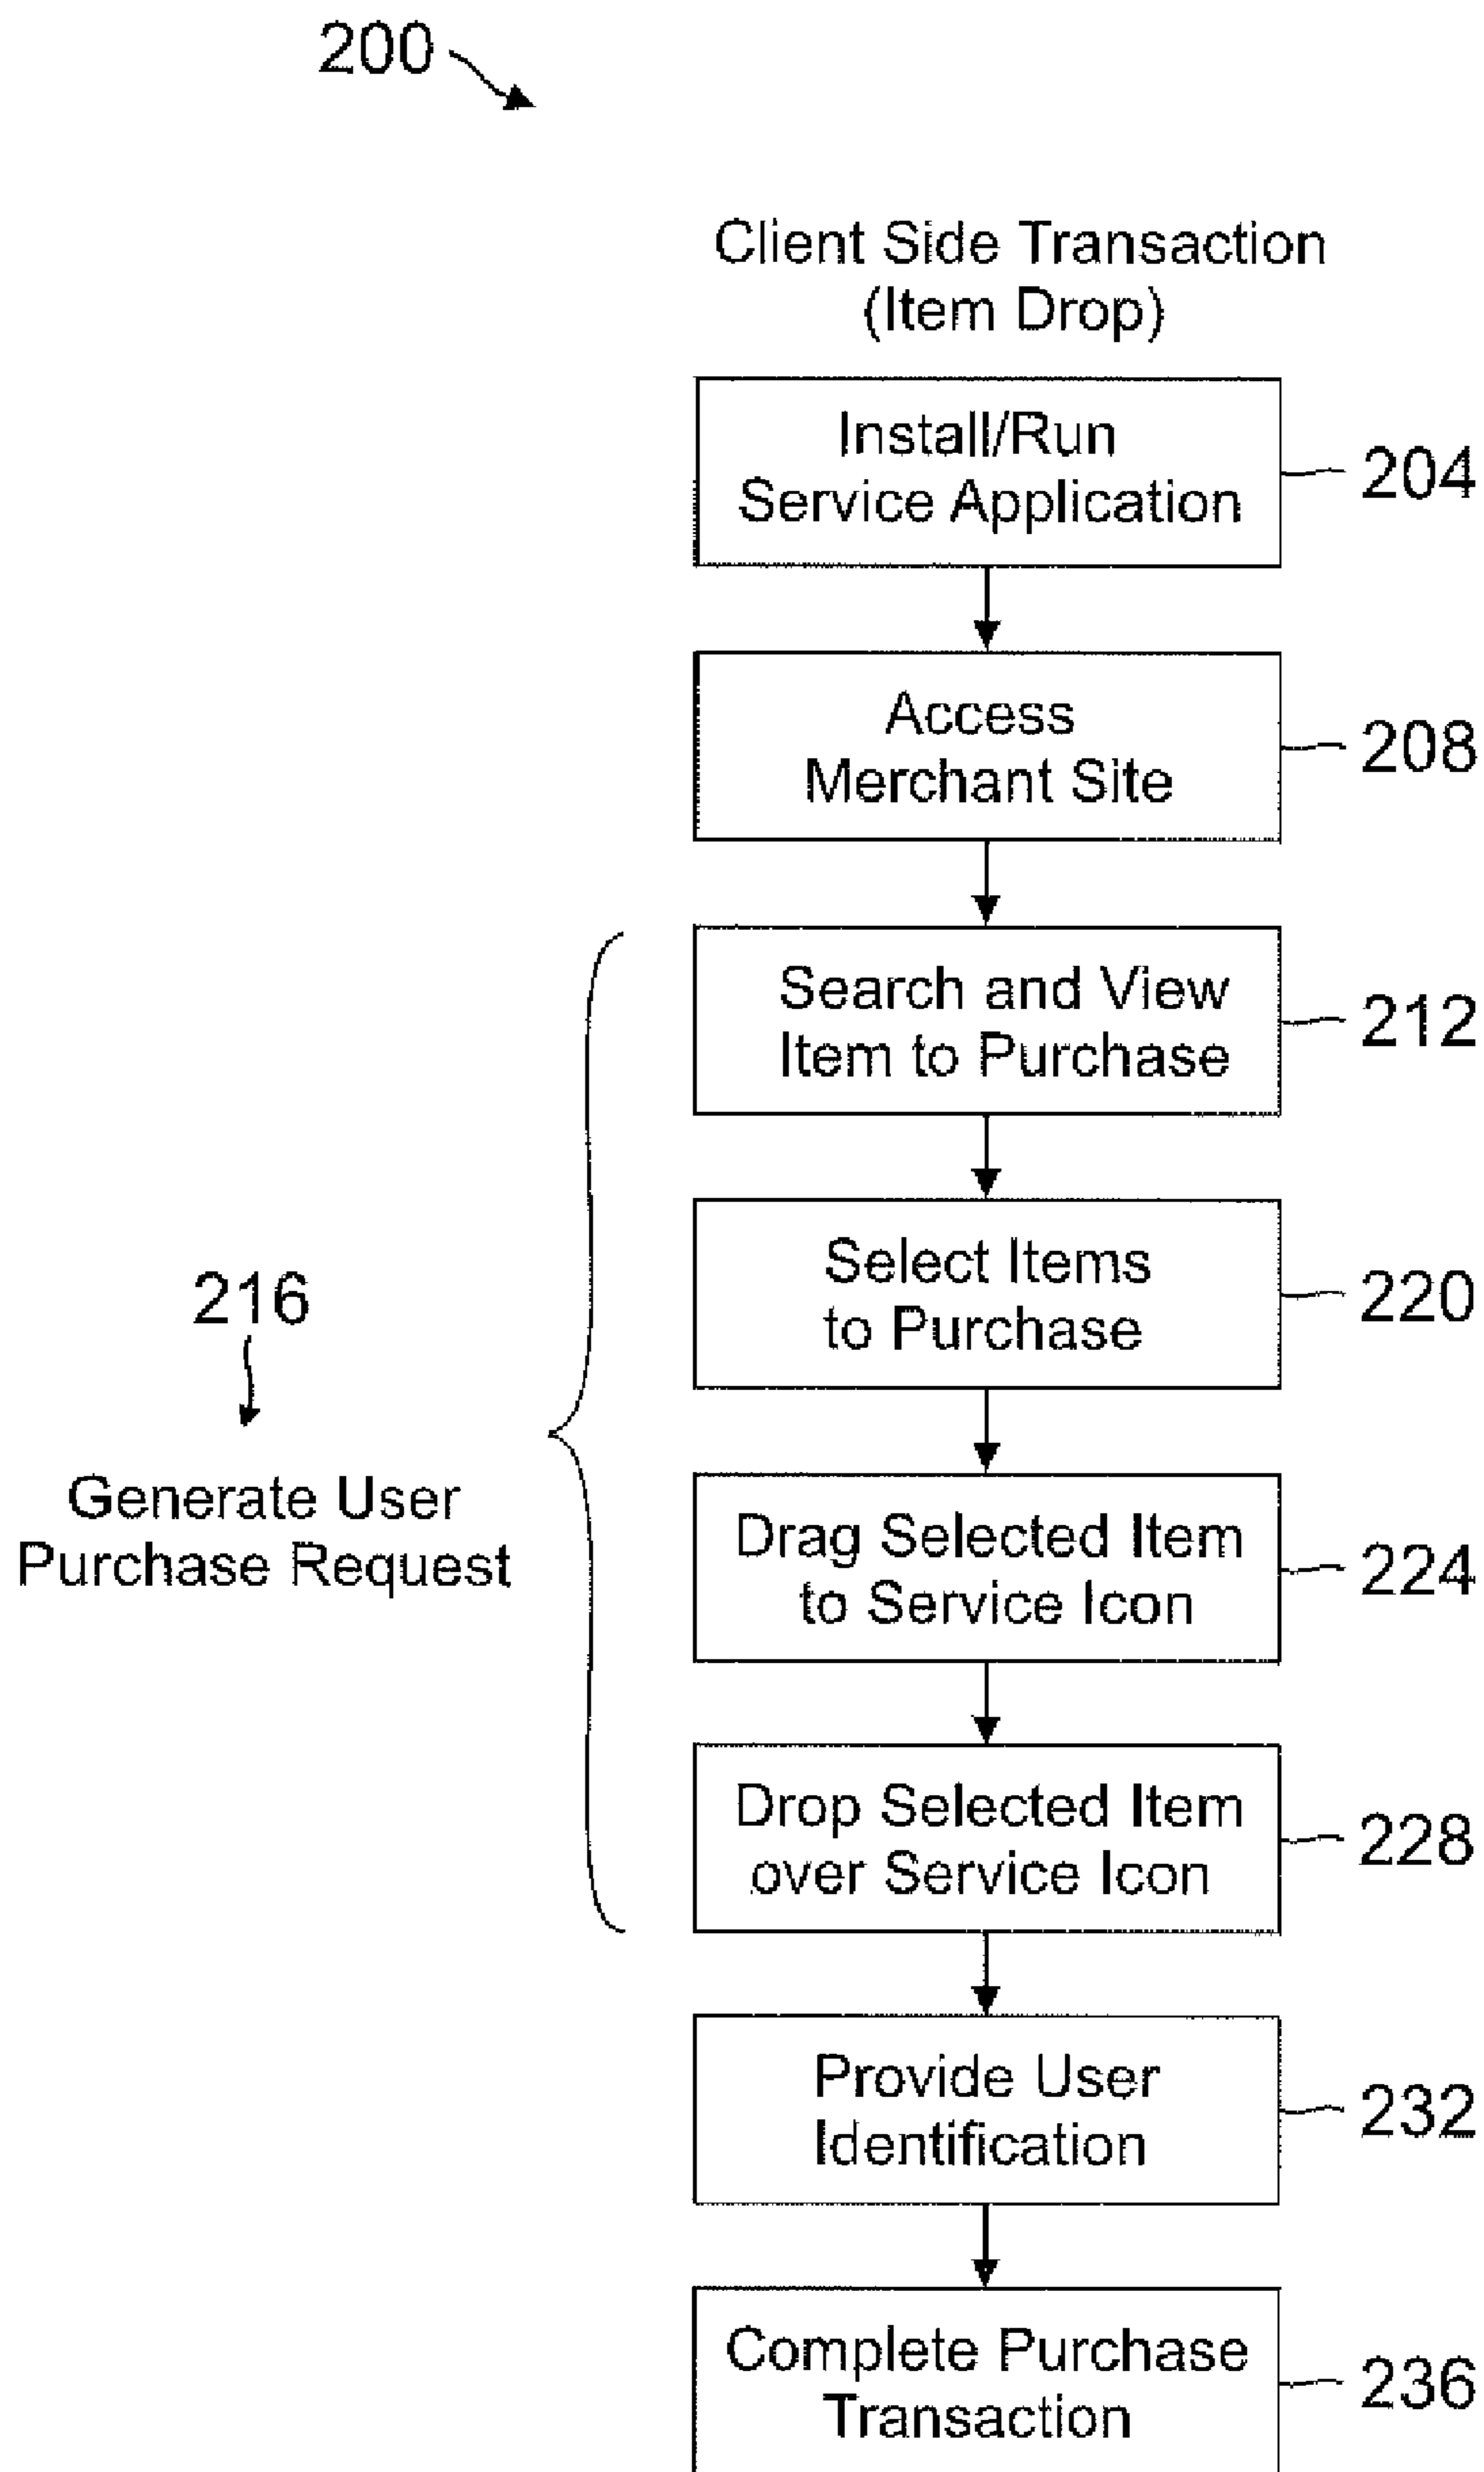 200
Client Side Transaction
(Item Drop)
Install/Run
Service Application
204
Access
Merchant Site
208
Search and View
Item to Purchase
212
216
Generate User
Purchase Request
Select Items
to Purchase
220
Drag Selected Item
to Service Icon
224
Drop Selected Item
over Service Icon
228
Provide User
Identification
232
Complete Purchase
Transaction
236